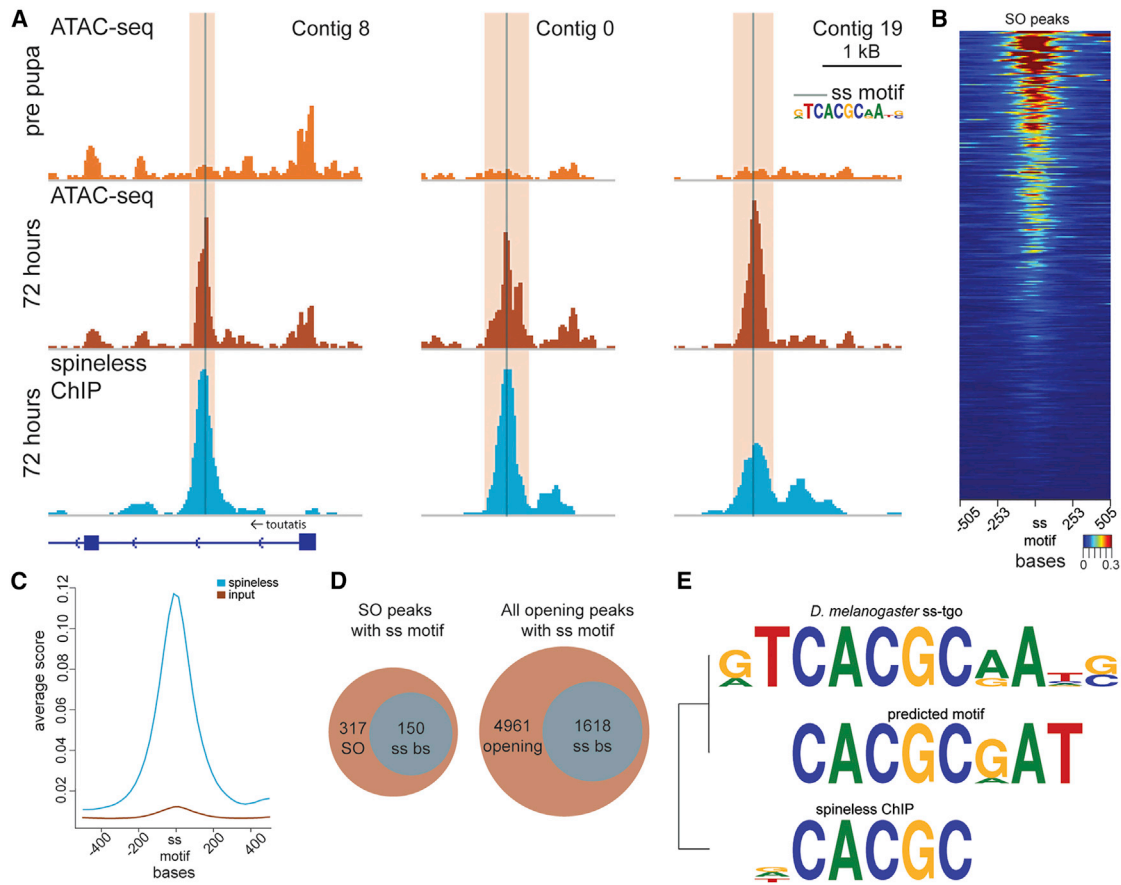 A
ATAC-seq
Contig 8
Contig 0
Contig 19
1 kB
ss motif
GTCACGCAATG
pre pupa
ATAC-seq
72 hours
spineless
ChIP
72 hours
← toutatis
B
SO peaks
-505
-253
ss
motif
253
505
bases
0
0.3
C
spineless
input
average score
0.12
0.10
0.08
0.06
0.04
0.02
-400
-200
ss
motif
200
400
bases
D
SO peaks
with ss motif
All opening peaks
with ss motif
317
SO
150
ss bs
4961
opening
1618
ss bs
E
D. melanogaster ss-tgo
GTCACGCAATG
predicted motif
CACGCGAT
spineless ChIP
CACGC